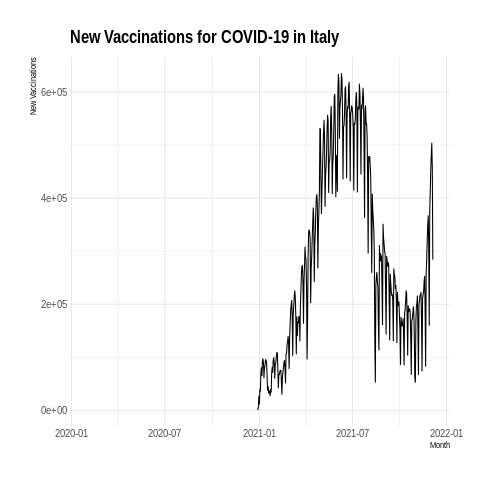 New Vaccinations for COVID-19 in Italy
New Vaccinations
6e+05
4e+05
2e+05
0e+00
2020-01
2020-07
2021-01
2021-07
2022-01
Month